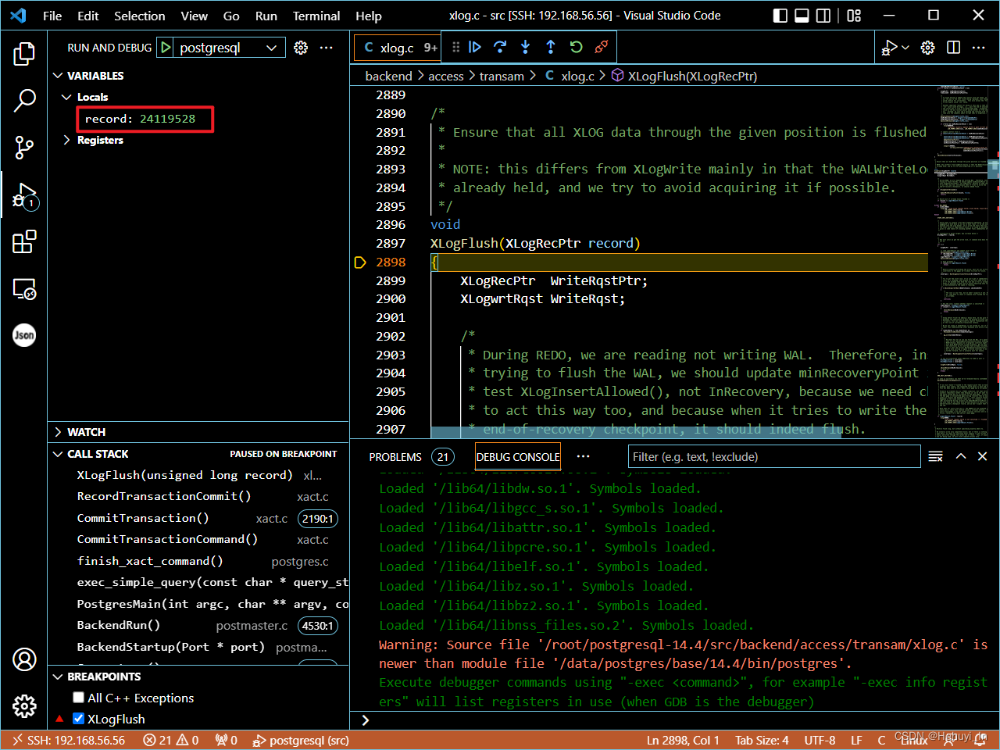 File Edit Selection View Go Run Terminal Help xlog.c - src [SSH: 192.168.56.56] - Visual Studio Code
RUN AND DEBUG postgresql
xlog.c 9+
backend > access > transam > C xlog.c > XLogFlush(XLogRecPtr)
VARIABLES
Locals
record: 24119528
Registers
1
Json
2889
2890 /*
2891 * Ensure that all XLOG data through the given position is flushed
2892 *
2893 * NOTE: this differs from XLogWrite mainly in that the WALWriteLo
2894 * already held, and we try to avoid acquiring it if possible.
2895 */
2896 void
2897 XLogFlush(XLogRecPtr record)
2898 {
2899 XLogRecPtr WriteRqstPtr;
2900 XLogwrtRqst WriteRqst;
2901
2902 /*
2903 * During REDO, we are reading not writing WAL. Therefore, in
2904 * trying to flush the WAL, we should update minRecoveryPoint
2905 * test XLogInsertAllowed(), not InRecovery, because we need c
2906 * to act this way too, and because when it tries to write the
2907 * end-of-recovery checkpoint, it should indeed flush.
WATCH
CALL STACK PAUSED ON BREAKPOINT
XLogFlush(unsigned long record) xl...
RecordTransactionCommit() xact.c
CommitTransaction() xact.c 2190:1
CommitTransactionCommand() xact.c
finish_xact_command() postgres.c
exec_simple_query(const char * query_st
PostgresMain(int argc, char ** argv, co
BackendRun() postmaster.c 4530:1
BackendStartup(Port * port) postma...
BREAKPOINTS
All C++ Exceptions
XLogFlush
PROBLEMS 21 DEBUG CONSOLE ··· Filter (e.g. text, !exclude)
Loaded '/lib64/libdw.so.1'. Symbols loaded.
Loaded '/lib64/libgcc_s.so.1'. Symbols loaded.
Loaded '/lib64/libattr.so.1'. Symbols loaded.
Loaded '/lib64/libpcre.so.1'. Symbols loaded.
Loaded '/lib64/libelf.so.1'. Symbols loaded.
Loaded '/lib64/libz.so.1'. Symbols loaded.
Loaded '/lib64/libbz2.so.1'. Symbols loaded.
Loaded '/lib64/libnss_files.so.2'. Symbols loaded.
Warning: Source file '/root/postgresql-14.4/src/backend/access/transam/xlog.c' is
newer than module file '/data/postgres/base/14.4/bin/postgres'.
Execute debugger commands using "-exec <command>", for example "-exec info regist
ers" will list registers in use (when GDB is the debugger)
>
SSH: 192.168.56.56 21 0 0 postgresql (src) Ln 2898, Col 1 Tab Size: 4 UTF-8 LF C Linux